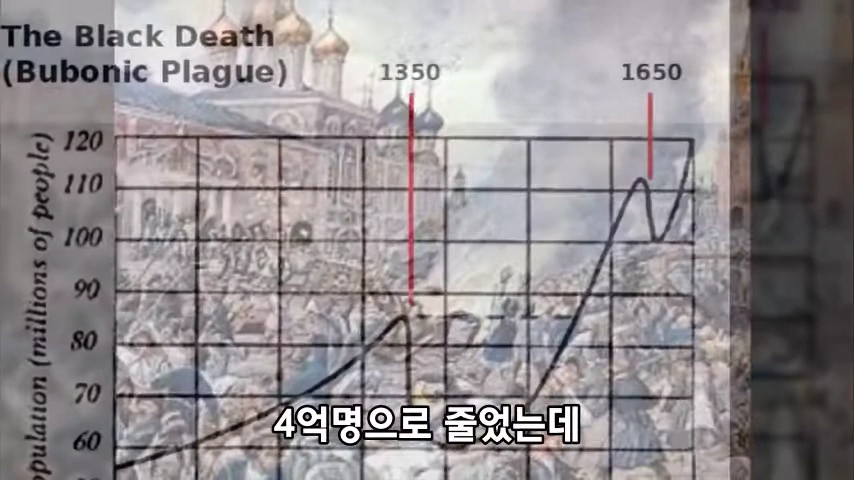 The Black Death
(Bubonic Plague)
1350
1650
120
110
100
90
80
70
60
opulation (millions of people)
4억명으로 줄었는데